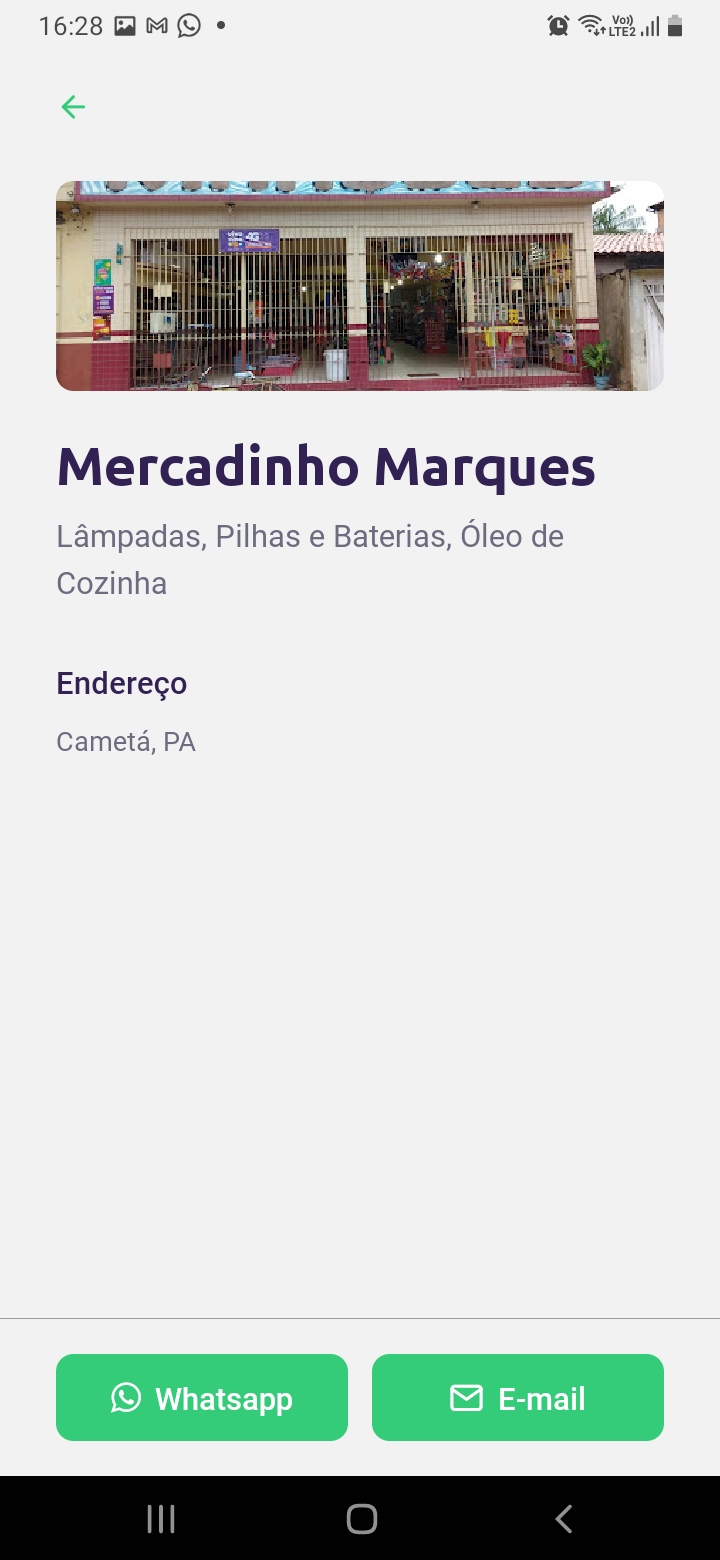 16:28
Vo))
LTE2
Mercadinho Marques
Lâmpadas, Pilhas e Baterias, Óleo de
Cozinha
Endereço
Cametá, PA
Whatsapp
E-mail